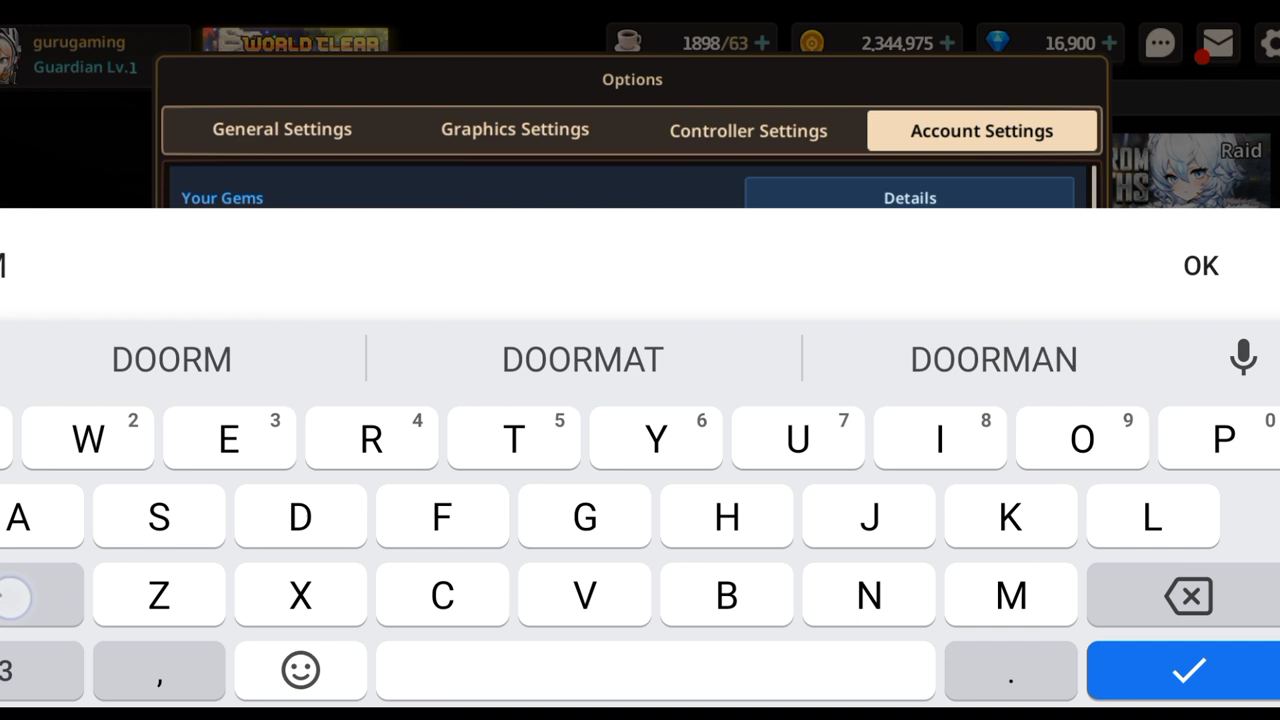 gurugaming
Guardian Lv.1
WORLD CLEAR
1898/63
2,344,975
16,900
Options
General Settings
Graphics Settings
Controller Settings
Account Settings
Raid
Your Gems
Details
M
OK
DOORM
DOORMAT
DOORMAN
W 2
E 3
R 4
T 5
Y 6
U 7
I 8
O 9
P 0
A S D F G H J K L
Z X C V B N M
3 , .